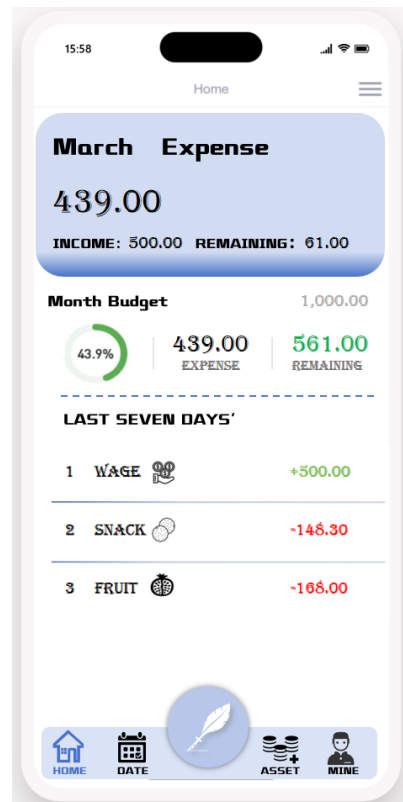 15:58
Home
March Expense
439.00
INCOME: 500.00 REMAINING: 61.00
Month Budget 1,000.00
43.9% 439.00 561.00
EXPENSE REMAINING
LAST SEVEN DAYS'
1 WAGE +500.00
2 SNACK -148.30
3 FRUIT -168.00
HOME DATE ASSET MINE